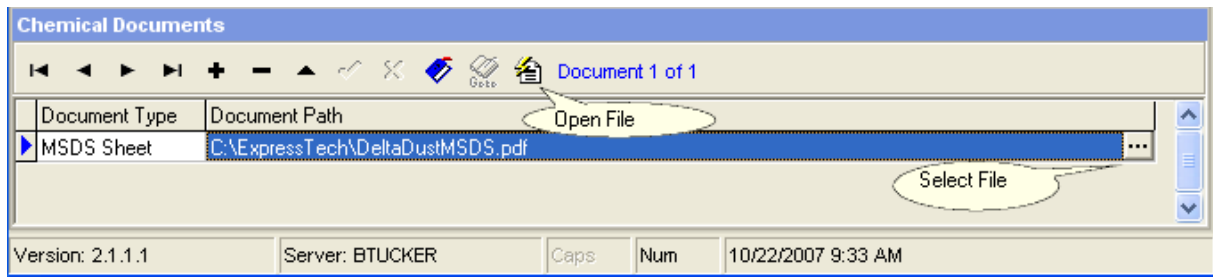 Chemical Documents
Goto Document 1 of 1
Open File
Document Type Document Path
MSDS Sheet C:\ExpressTech\DeltaDustMSDS.pdf ...
Select File
Version: 2.1.1.1 Server: BTUCKER Caps Num 10/22/2007 9:33 AM